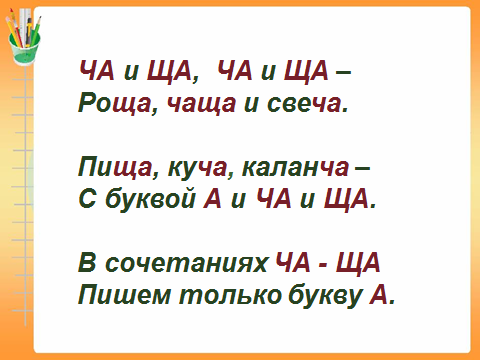 ЧА и ЩА, ЧА и ЩА –
Роща, чаща и свеча.
Пища, куча, каланча –
С буквой А и ЧА и ЩА.
В сочетаниях ЧА - ЩА
Пишем только букву А.